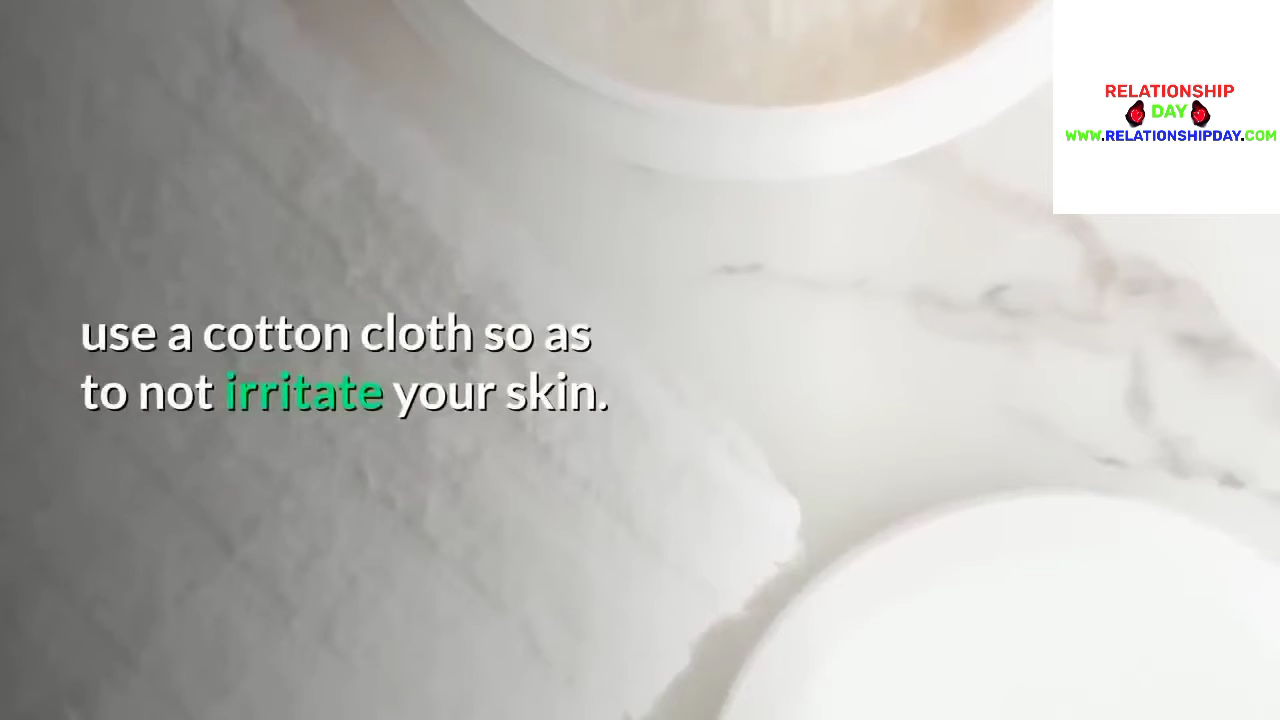 RELATIONSHIP
DAY
WWW.RELATIONSHIPDAY.COM
use a cotton cloth so as
to not irritate your skin.